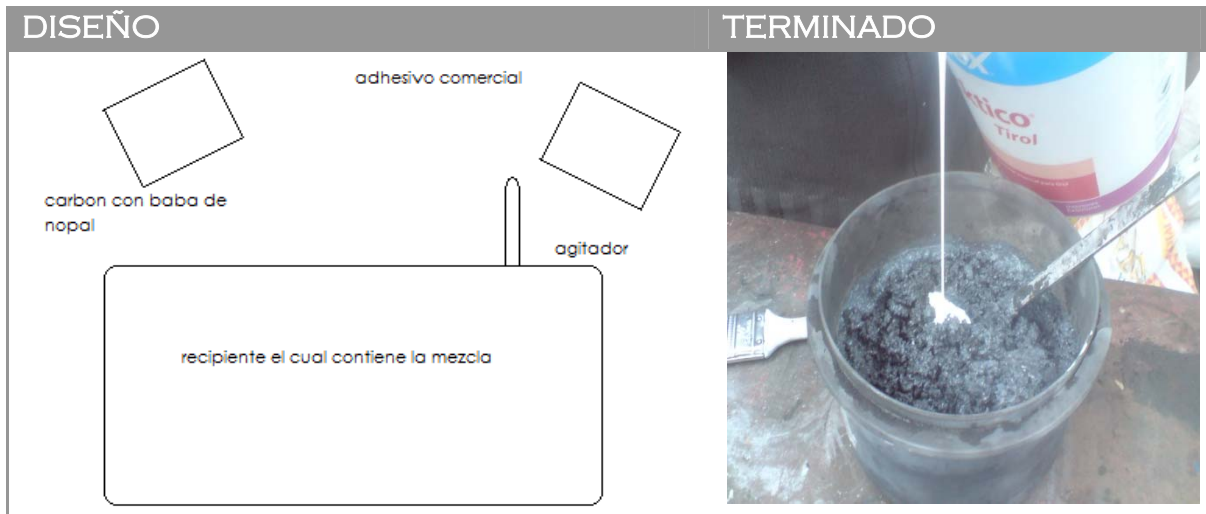 DISEÑO
TERMINADO
adhesivo comercial
carbon con baba de
nopal
agitador
recipiente el cual contiene la mezcla
Tirol